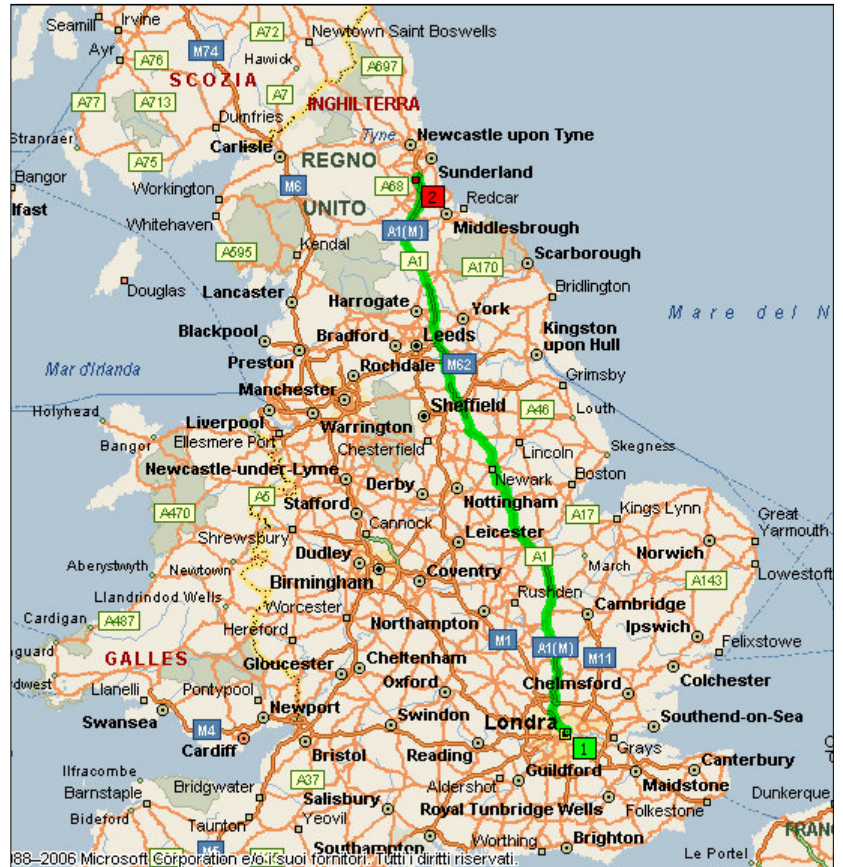 Seamill
Irvine
A72
Newtown Saint Boswells
M74
Ayr
A76
Hawick
A697
SCOZIA
A77
A713
A7
INGHILTERRA
Dumfries
Tyne
Newcastle upon Tyne
Stranraer
A75
Carlisle
REGNO
Sunderland
Bangor
Workington
M6
A68
2
Redcar
lfast
Whitehaven
UNITO
Middlesbrough
A1(M)
A595
Kendal
A1
A170
Scarborough
Douglas
Lancaster
Bridlington
Harrogate
York
Mare del N
Blackpool
Bradford
Leeds
Kingston
upon Hull
Preston
M62
Mar d'Irlanda
Rochdale
Grimsby
Manchester
Holyhead
Liverpool
Sheffield
A46
Louth
Warrington
Bangor
Ellesmere Port
Chesterfield
Lincoln
Skegness
Newcastle-under-Lyme
Newark
Boston
A5
Derby
A470
Stafford
Nottingham
Kings Lynn
Great
Yarmouth
A17
Shrewsbury
Cannock
Leicester
Norwich
Dudley
A1
March
Aberystwyth
Newtown
Birmingham
Coventry
A143
Lowestoft
Llandrindod Wells
Rushden
Cardigan
Worcester
Cambridge
A487
Northampton
Ipswich
Hereford
M1
A1(M)
M11
Felixstowe
guard
GALLES
Gloucester
Cheltenham
rdwest
Oxford
Chelmsford
Colchester
Llanelli
Pontypool
Newport
Swansea
Swindon
Londra
Southend-on-Sea
M4
Cardiff
Bristol
Reading
1
Grays
Canterbury
Ilfracombe
A37
Aldershot
Guildford
Maidstone
Barnstaple
Bridgwater
Salisbury
Royal Tunbridge Wells
Folkestone
Dunkerque
Bideford
Taunton
Yeovil
FRAN
M5
Southampton
Worthing
Brighton
Le Portel
88–2006 Microsoft Corporation e/o i suoi fornitori. Tutti i diritti riservati.